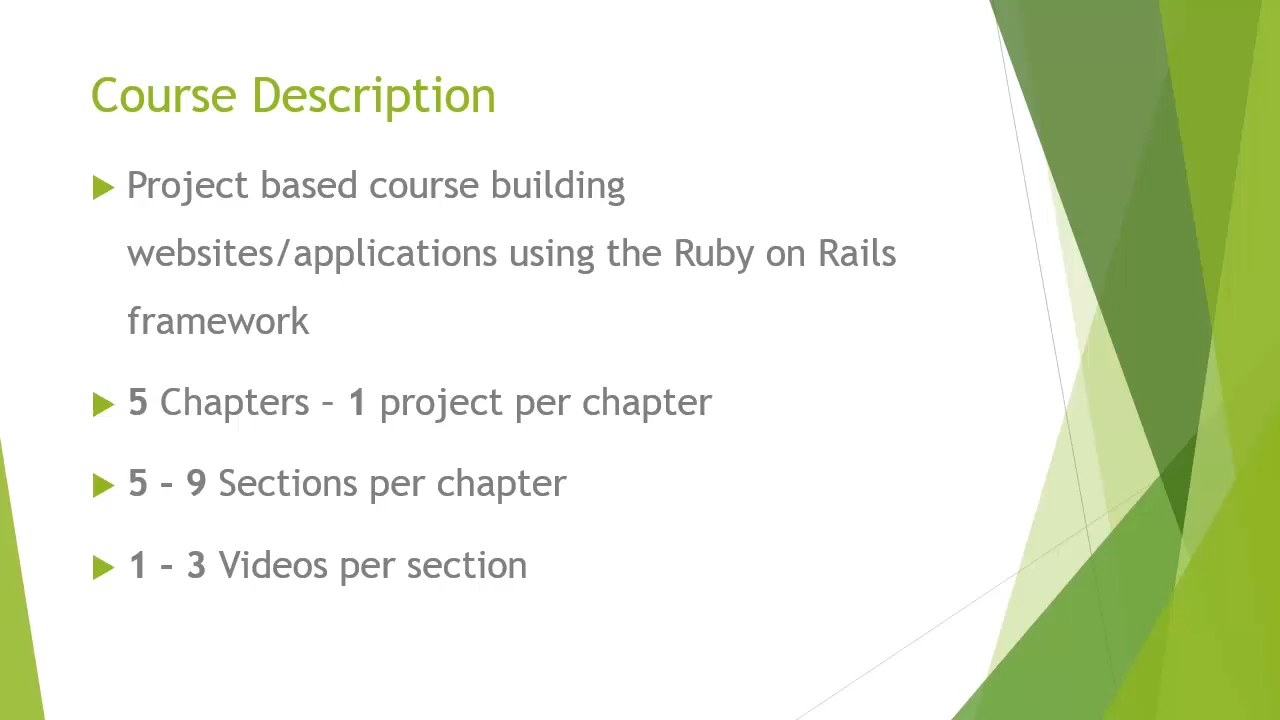 Course Description
Project based course building
websites/applications using the Ruby on Rails
framework
5 Chapters – 1 project per chapter
5 – 9 Sections per chapter
1 – 3 Videos per section